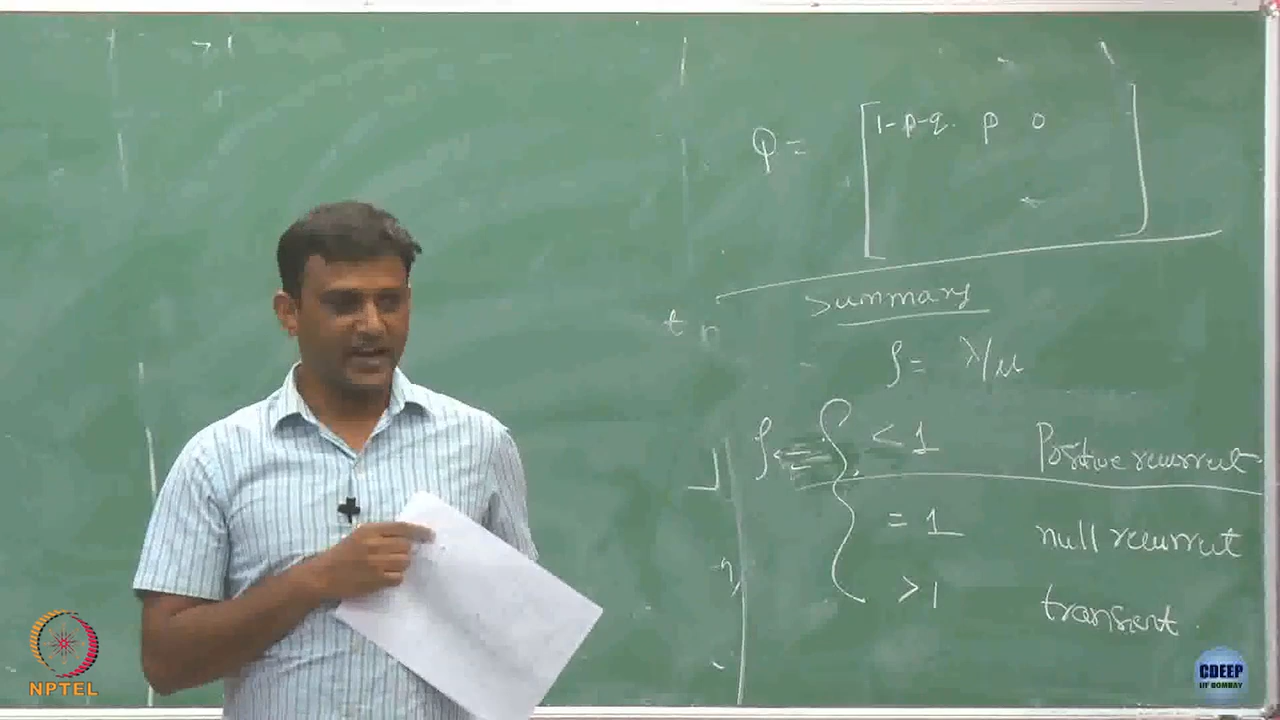 Q = [ 1-p-q. p 0 ]
Summary
ρ = λ/μ
ρ { < 1 Positive recurrent
= 1 null recurrent
> 1 transient.
t n
NPTEL
CDEEP
IIT BOMBAY